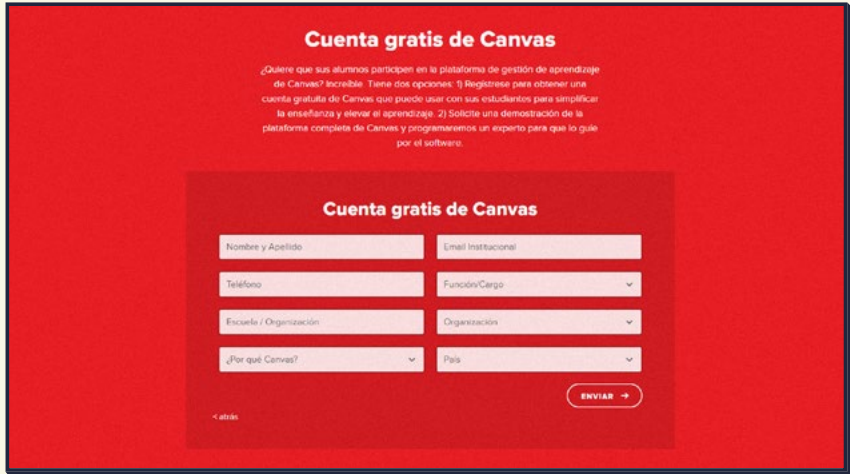 Cuenta gratis de Canvas
¿Quiere que sus alumnos participen en la plataforma de gestión de aprendizaje
de Canvas? Increíble. Tiene dos opciones: 1) Regístrese para obtener una
cuenta gratuita de Canvas que puede usar con sus estudiantes para simplificar
la enseñanza y elevar el aprendizaje. 2) Solicite una demostración de la
plataforma completa de Canvas y programaremos un experto para que lo guíe
por el software.
Cuenta gratis de Canvas
Nombre y Apellido
Email Institucional
Teléfono
Función/Cargo
Escuela / Organización
Organización
¿Por qué Canvas?
País
ENVIAR →
< atrás